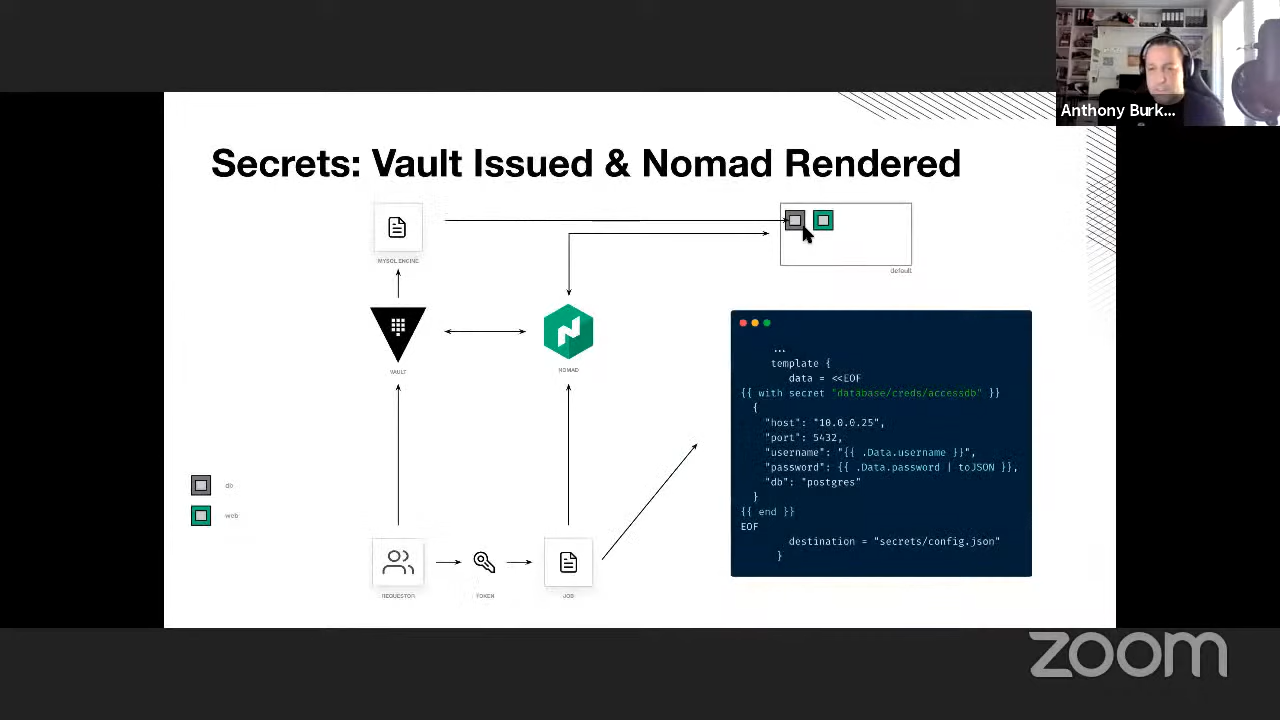 Anthony Burk...
Secrets: Vault Issued & Nomad Rendered
MYSQL ENGINE
default
VAULT
NOMAD
...
template {
data = <<EOF
{{ with secret "database/creds/accessdb" }}
{
"host": "10.0.0.25",
"port": 5432,
"username": "{{ .Data.username }}",
"password": {{ .Data.password | toJSON }},
"db": "postgres"
}
{{ end }}
EOF
destination = "secrets/config.json"
}
db
web
REQUESTOR
TOKEN
JOB
zoom